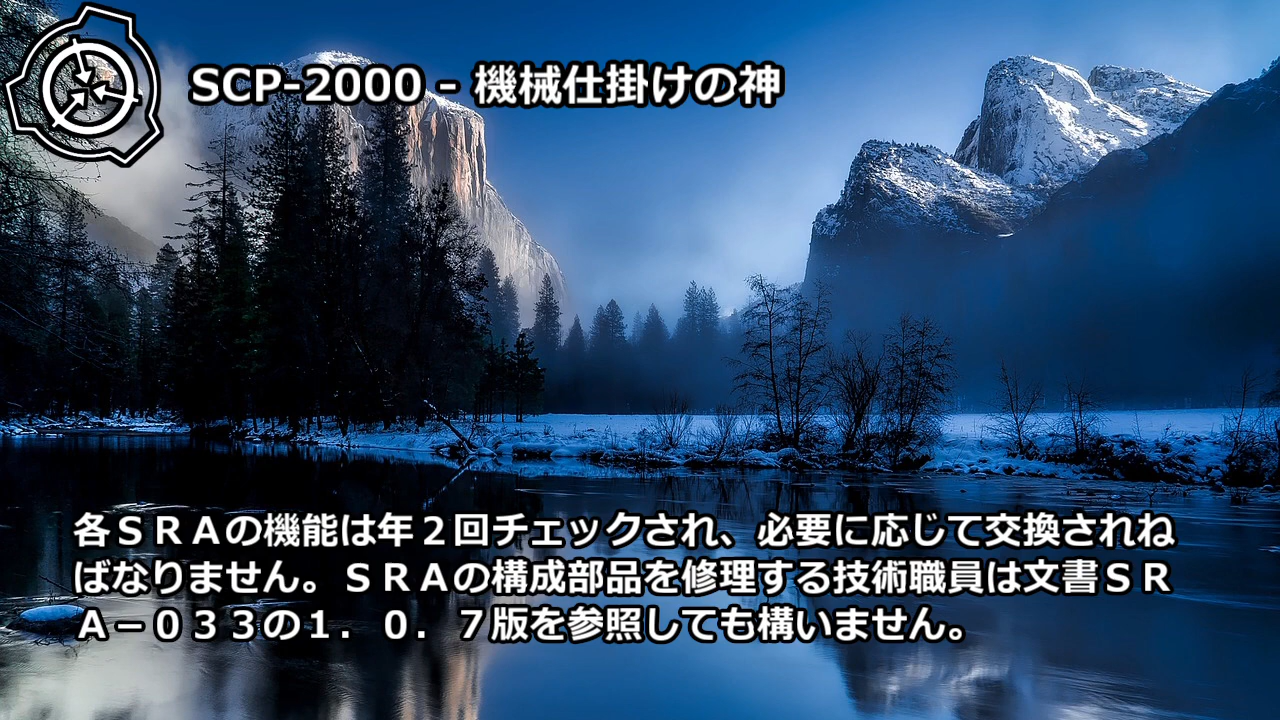 SCP-2000 - 機械仕掛けの神
各ＳＲＡの機能は年２回チェックされ、必要に応じて交換されね
ばなりません。ＳＲＡの構成部品を修理する技術職員は文書ＳＲ
Ａ－０３３の１．０．７版を参照しても構いません。